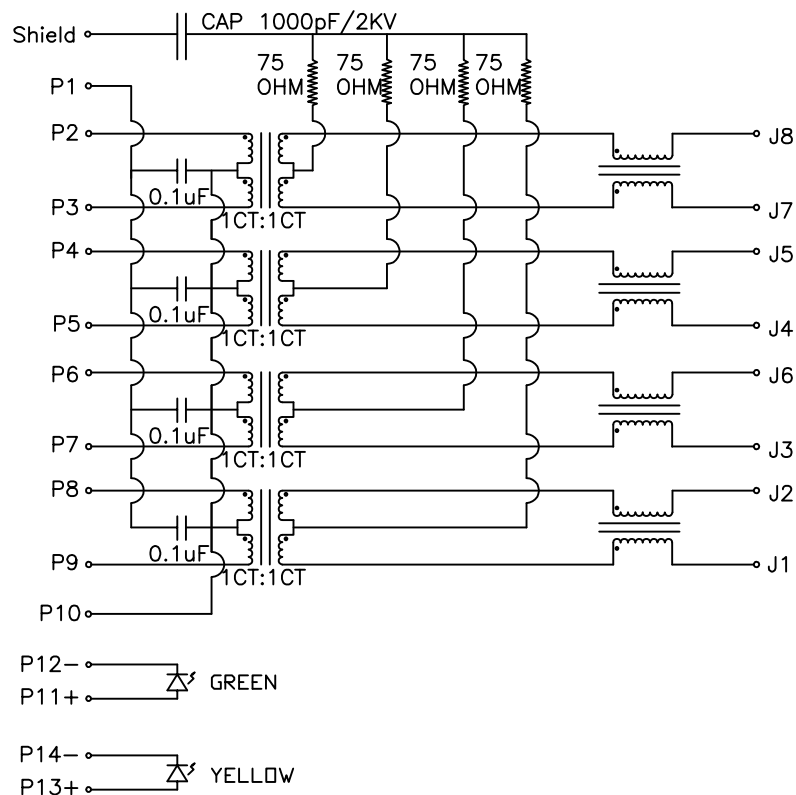 CAP 1000pF/2KV
Shield
75 OHM
75 OHM
75 OHM
75 OHM
P1
P2
J8
0.1uF
P3
J7
1CT:1CT
P4
J5
0.1uF
P5
J4
1CT:1CT
P6
J6
0.1uF
P7
J3
1CT:1CT
P8
J2
0.1uF
P9
J1
1CT:1CT
P10
P12-
P11+
GREEN
P14-
P13+
YELLOW